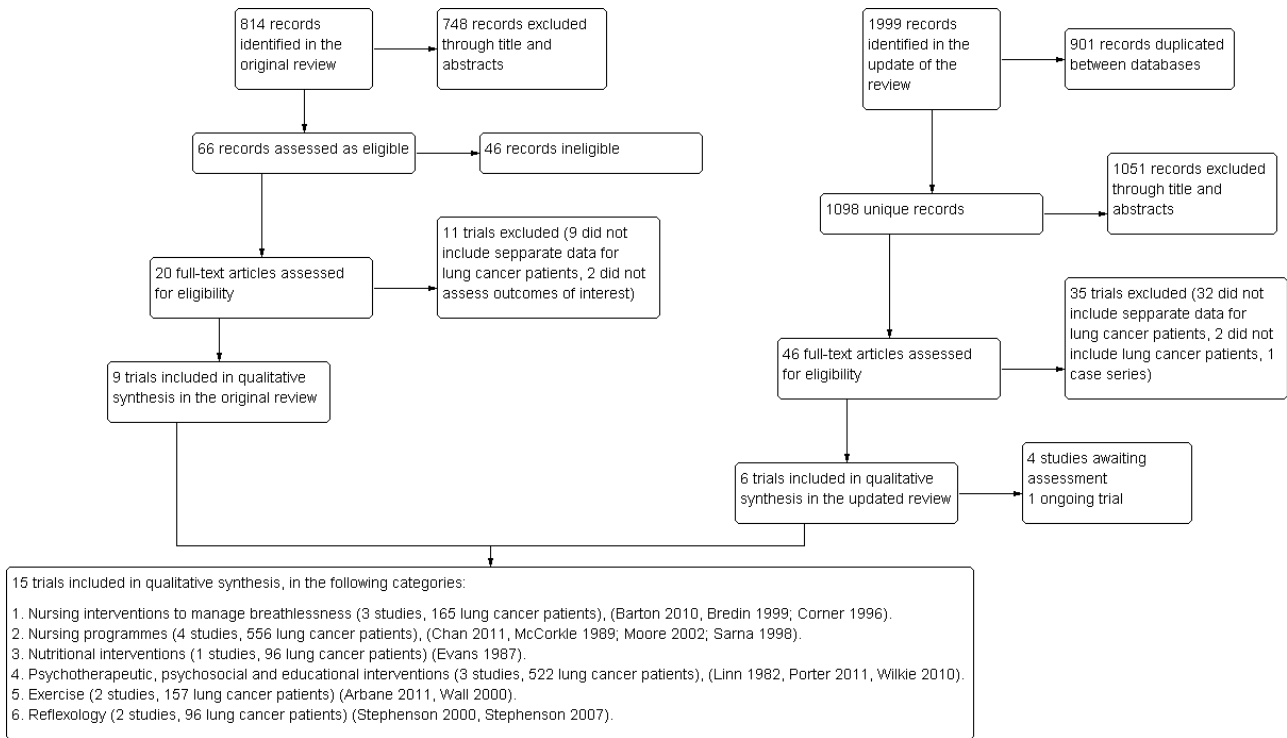 814 records
identified in the
original review
748 records excluded
through title and
abstracts
66 records assessed as eligible
46 records ineligible
20 full-text articles assessed
for eligibility
11 trials excluded (9 did not
include sepparate data for
lung cancer patients, 2 did not
assess outcomes of interest)
9 trials included in qualitative
synthesis in the original review
1999 records
identified in the
update of the
review
901 records duplicated
between databases
1098 unique records
1051 records excluded
through title and
abstracts
46 full-text articles assessed
for eligibility
35 trials excluded (32 did not
include sepparate data for
lung cancer patients, 2 did not
include lung cancer patients, 1
case series)
6 trials included in qualitative
synthesis in the updated review
4 studies awaiting
assessment
1 ongoing trial
15 trials included in qualitative synthesis, in the following categories:
1. Nursing interventions to manage breathlessness (3 studies, 165 lung cancer patients), (Barton 2010, Bredin 1999; Corner 1996).
2. Nursing programmes (4 studies, 556 lung cancer patients), (Chan 2011, McCorkle 1989; Moore 2002; Sarna 1998).
3. Nutritional interventions (1 studies, 96 lung cancer patients) (Evans 1987).
4. Psychotherapeutic, psychosocial and educational interventions (3 studies, 522 lung cancer patients), (Linn 1982, Porter 2011, Wilkie 2010).
5. Exercise (2 studies, 157 lung cancer patients) (Arbane 2011, Wall 2000).
6. Reflexology (2 studies, 96 lung cancer patients) (Stephenson 2000, Stephenson 2007).